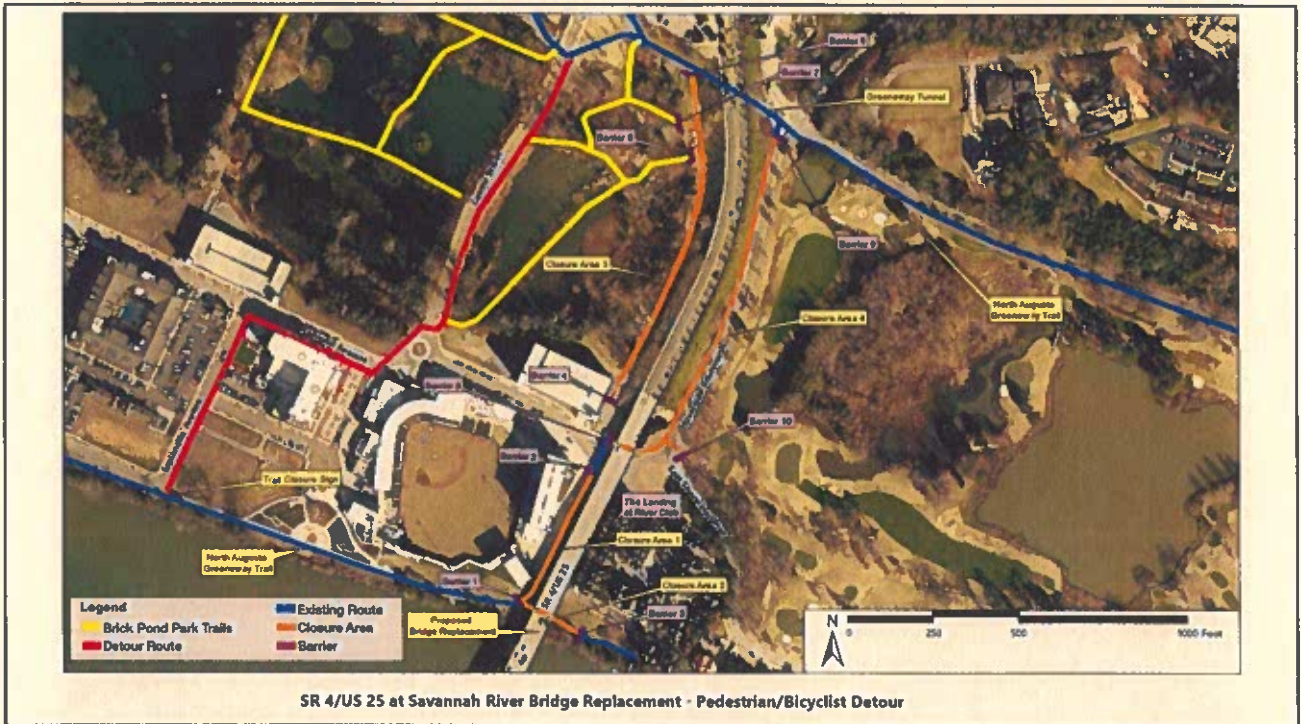 Barrier
Barrier 7
Greenway Tunnel
Barrier
Barrier 9
Closure Area 3
North Augusta
Greenway Trail
Closure Area 4
Barrier 4
Barrier
Barrier 10
Barrier 2
Trail Closure Sign
The Landing
at River Club
Closure Area 1
North Augusta
Greenway Trail
Barrier 1
SR 4/US 25
Closure Area 2
Barrier 3
Proposed
Bridge Replacement
Legend
Brick Pond Park Trails
Detour Route
Existing Route
Closure Area
Barrier
N
0 250 500 1000 Feet
SR 4/US 25 at Savannah River Bridge Replacement - Pedestrian/Bicyclist Detour